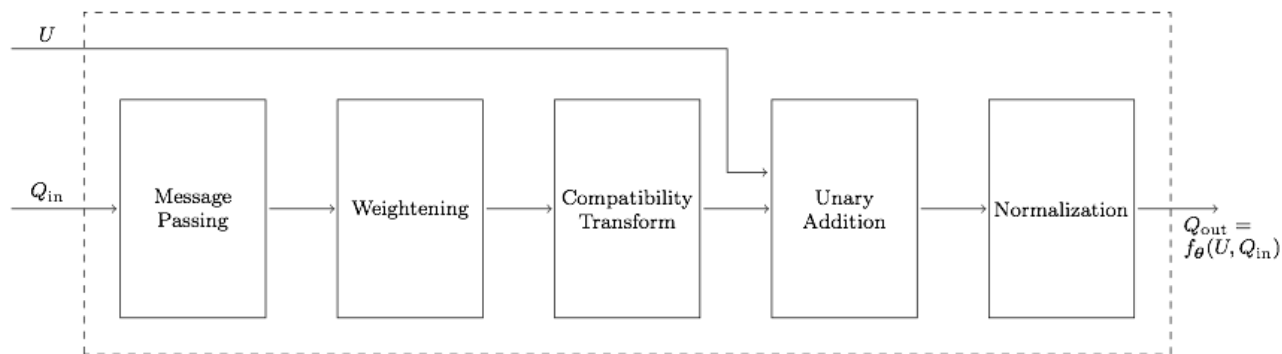 U
Q_in
Message
Passing
Weightening
Compatibility
Transform
Unary
Addition
Normalization
Q_out =
f_θ(U, Q_in)